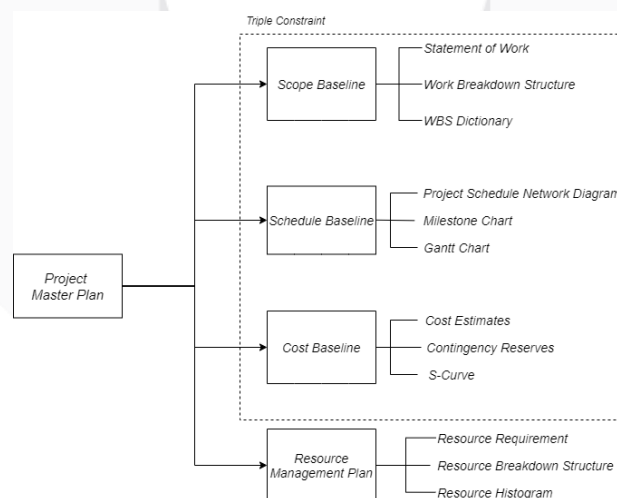 Triple Constraint
Scope Baseline
Statement of Work
Work Breakdown Structure
WBS Dictionary
Schedule Baseline
Project Schedule Network Diagram
Milestone Chart
Gantt Chart
Project
Master Plan
Cost Baseline
Cost Estimates
Contingency Reserves
S-Curve
Resource
Management Plan
Resource Requirement
Resource Breakdown Structure
Resource Histogram